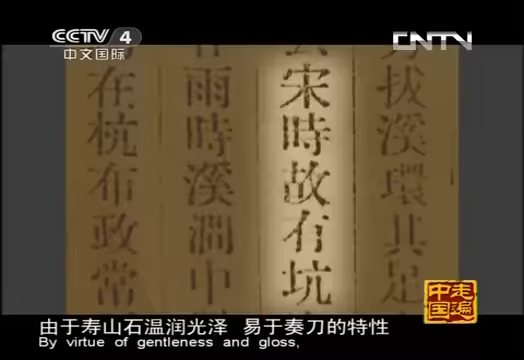 CCTV 4
中文国际
CNTV
拔溪環其足
宋時故有坑
雨時溪澗中
在杭布政常
走遍
中国
由于寿山石温润光泽 易于奏刀的特性
By virtue of gentleness and gloss,